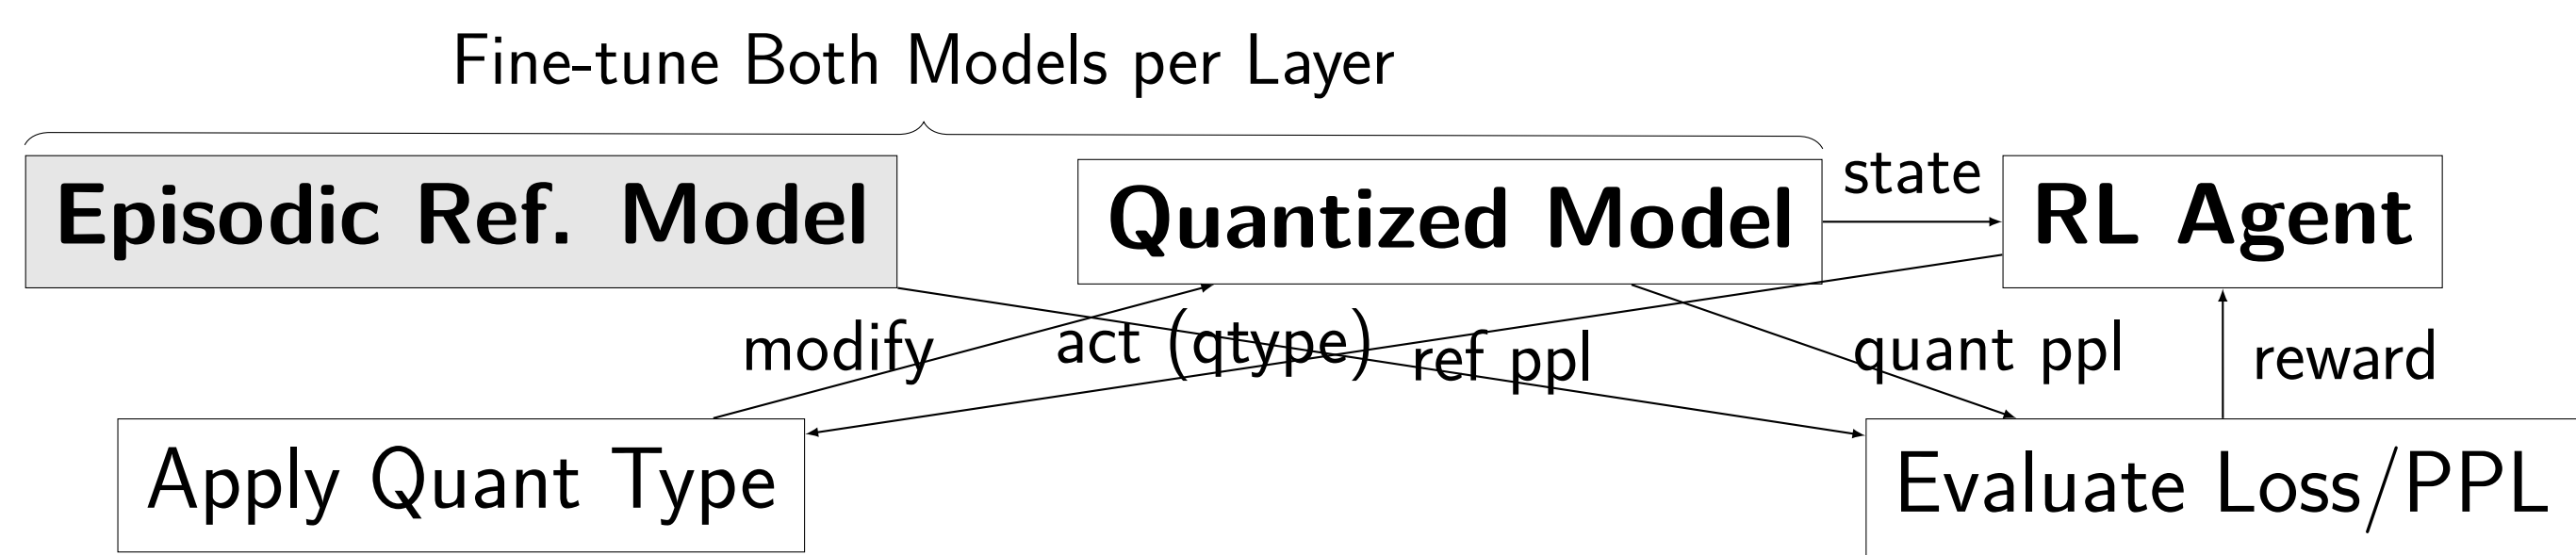 Fine-tune Both Models per Layer
Episodic Ref. Model
Quantized Model
state
RL Agent
modify
act (qtype)
ref ppl
quant ppl
reward
Apply Quant Type
Evaluate Loss/PPL